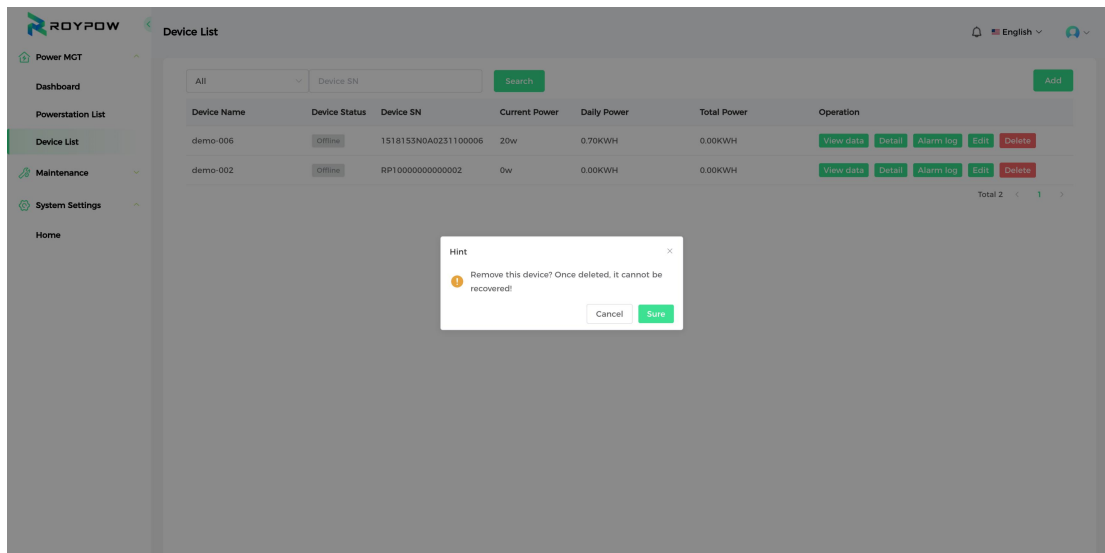 ROYPOW
Device List
English
Power MGT
Dashboard
Powerstation List
Device List
Maintenance
System Settings
Home
All
Device SN
Search
Add
Device Name Device Status Device SN Current Power Daily Power Total Power Operation
demo-006 Offline 1518153N0A0231100006 20w 0.70KWH 0.00KWH View data Detail Alarm log Edit Delete
demo-002 Offline RP10000000000002 0w 0.00KWH 0.00KWH View data Detail Alarm log Edit Delete
Total 2 < 1 >
Hint
Remove this device? Once deleted, it cannot be
recovered!
Cancel Sure